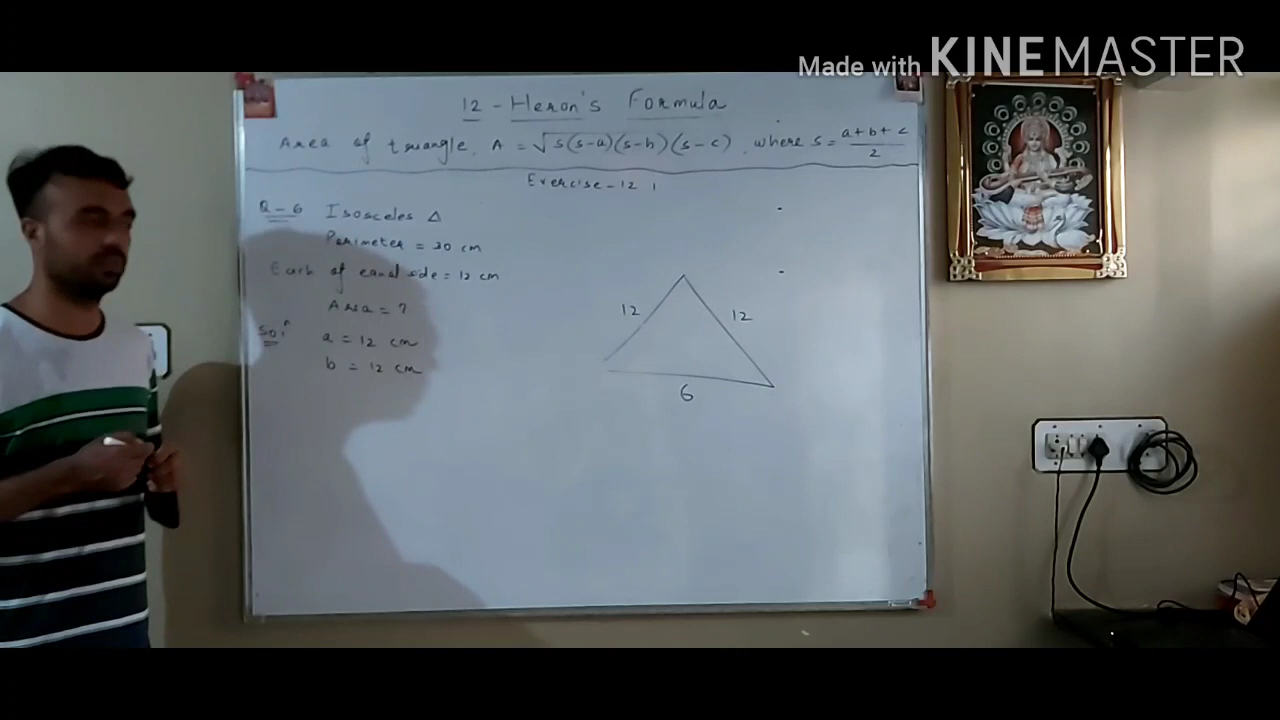 Made with KINEMASTER
12 - Heron's Formula
Area of triangle, A = √s(s-a)(s-b)(s-c), where s = a+b+c/2
Exercise - 12.1
Q-6 Isosceles Δ
Perimeter = 30 cm
Each of equal side = 12 cm
Area = ?
Solⁿ a = 12 cm
b = 12 cm
12
12
6